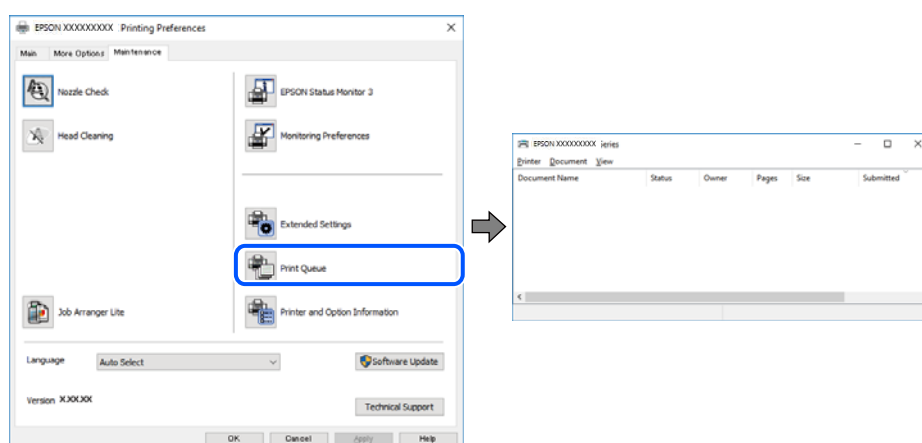 EPSON XXXXXXXXX Printing Preferences
Main More Options Maintenance
Nozzle Check
EPSON Status Monitor 3
Head Cleaning
Monitoring Preferences
Extended Settings
Print Queue
Job Arranger Lite
Printer and Option Information
Language Auto Select
Software Update
Version X.XX.XX
Technical Support
OK Cancel Apply Help
EPSON XXXXXXXXX ieries
Printer Document View
Document Name Status Owner Pages Size Submitted